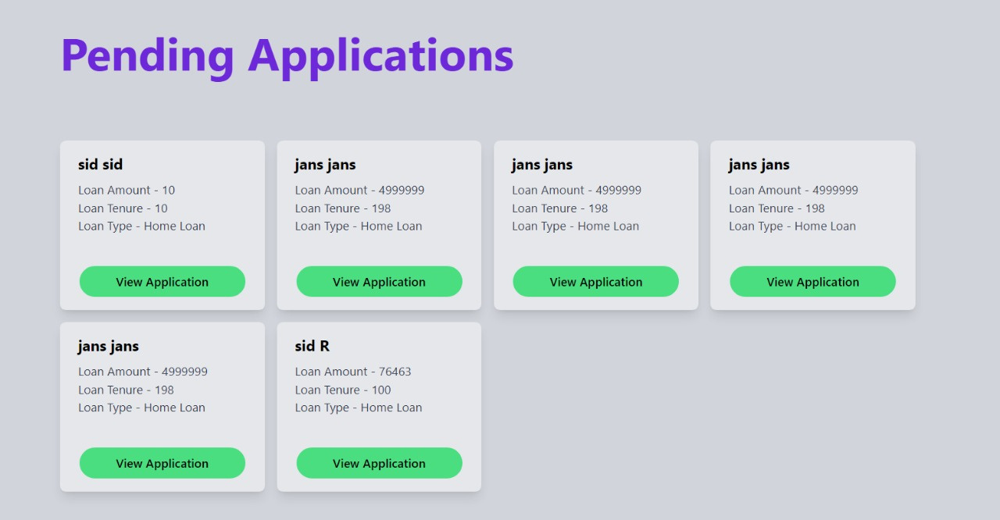 Pending Applications
sid sid
Loan Amount - 10
Loan Tenure - 10
Loan Type - Home Loan
View Application
jans jans
Loan Amount - 4999999
Loan Tenure - 198
Loan Type - Home Loan
View Application
jans jans
Loan Amount - 4999999
Loan Tenure - 198
Loan Type - Home Loan
View Application
jans jans
Loan Amount - 4999999
Loan Tenure - 198
Loan Type - Home Loan
View Application
jans jans
Loan Amount - 4999999
Loan Tenure - 198
Loan Type - Home Loan
View Application
sid R
Loan Amount - 76463
Loan Tenure - 100
Loan Type - Home Loan
View Application